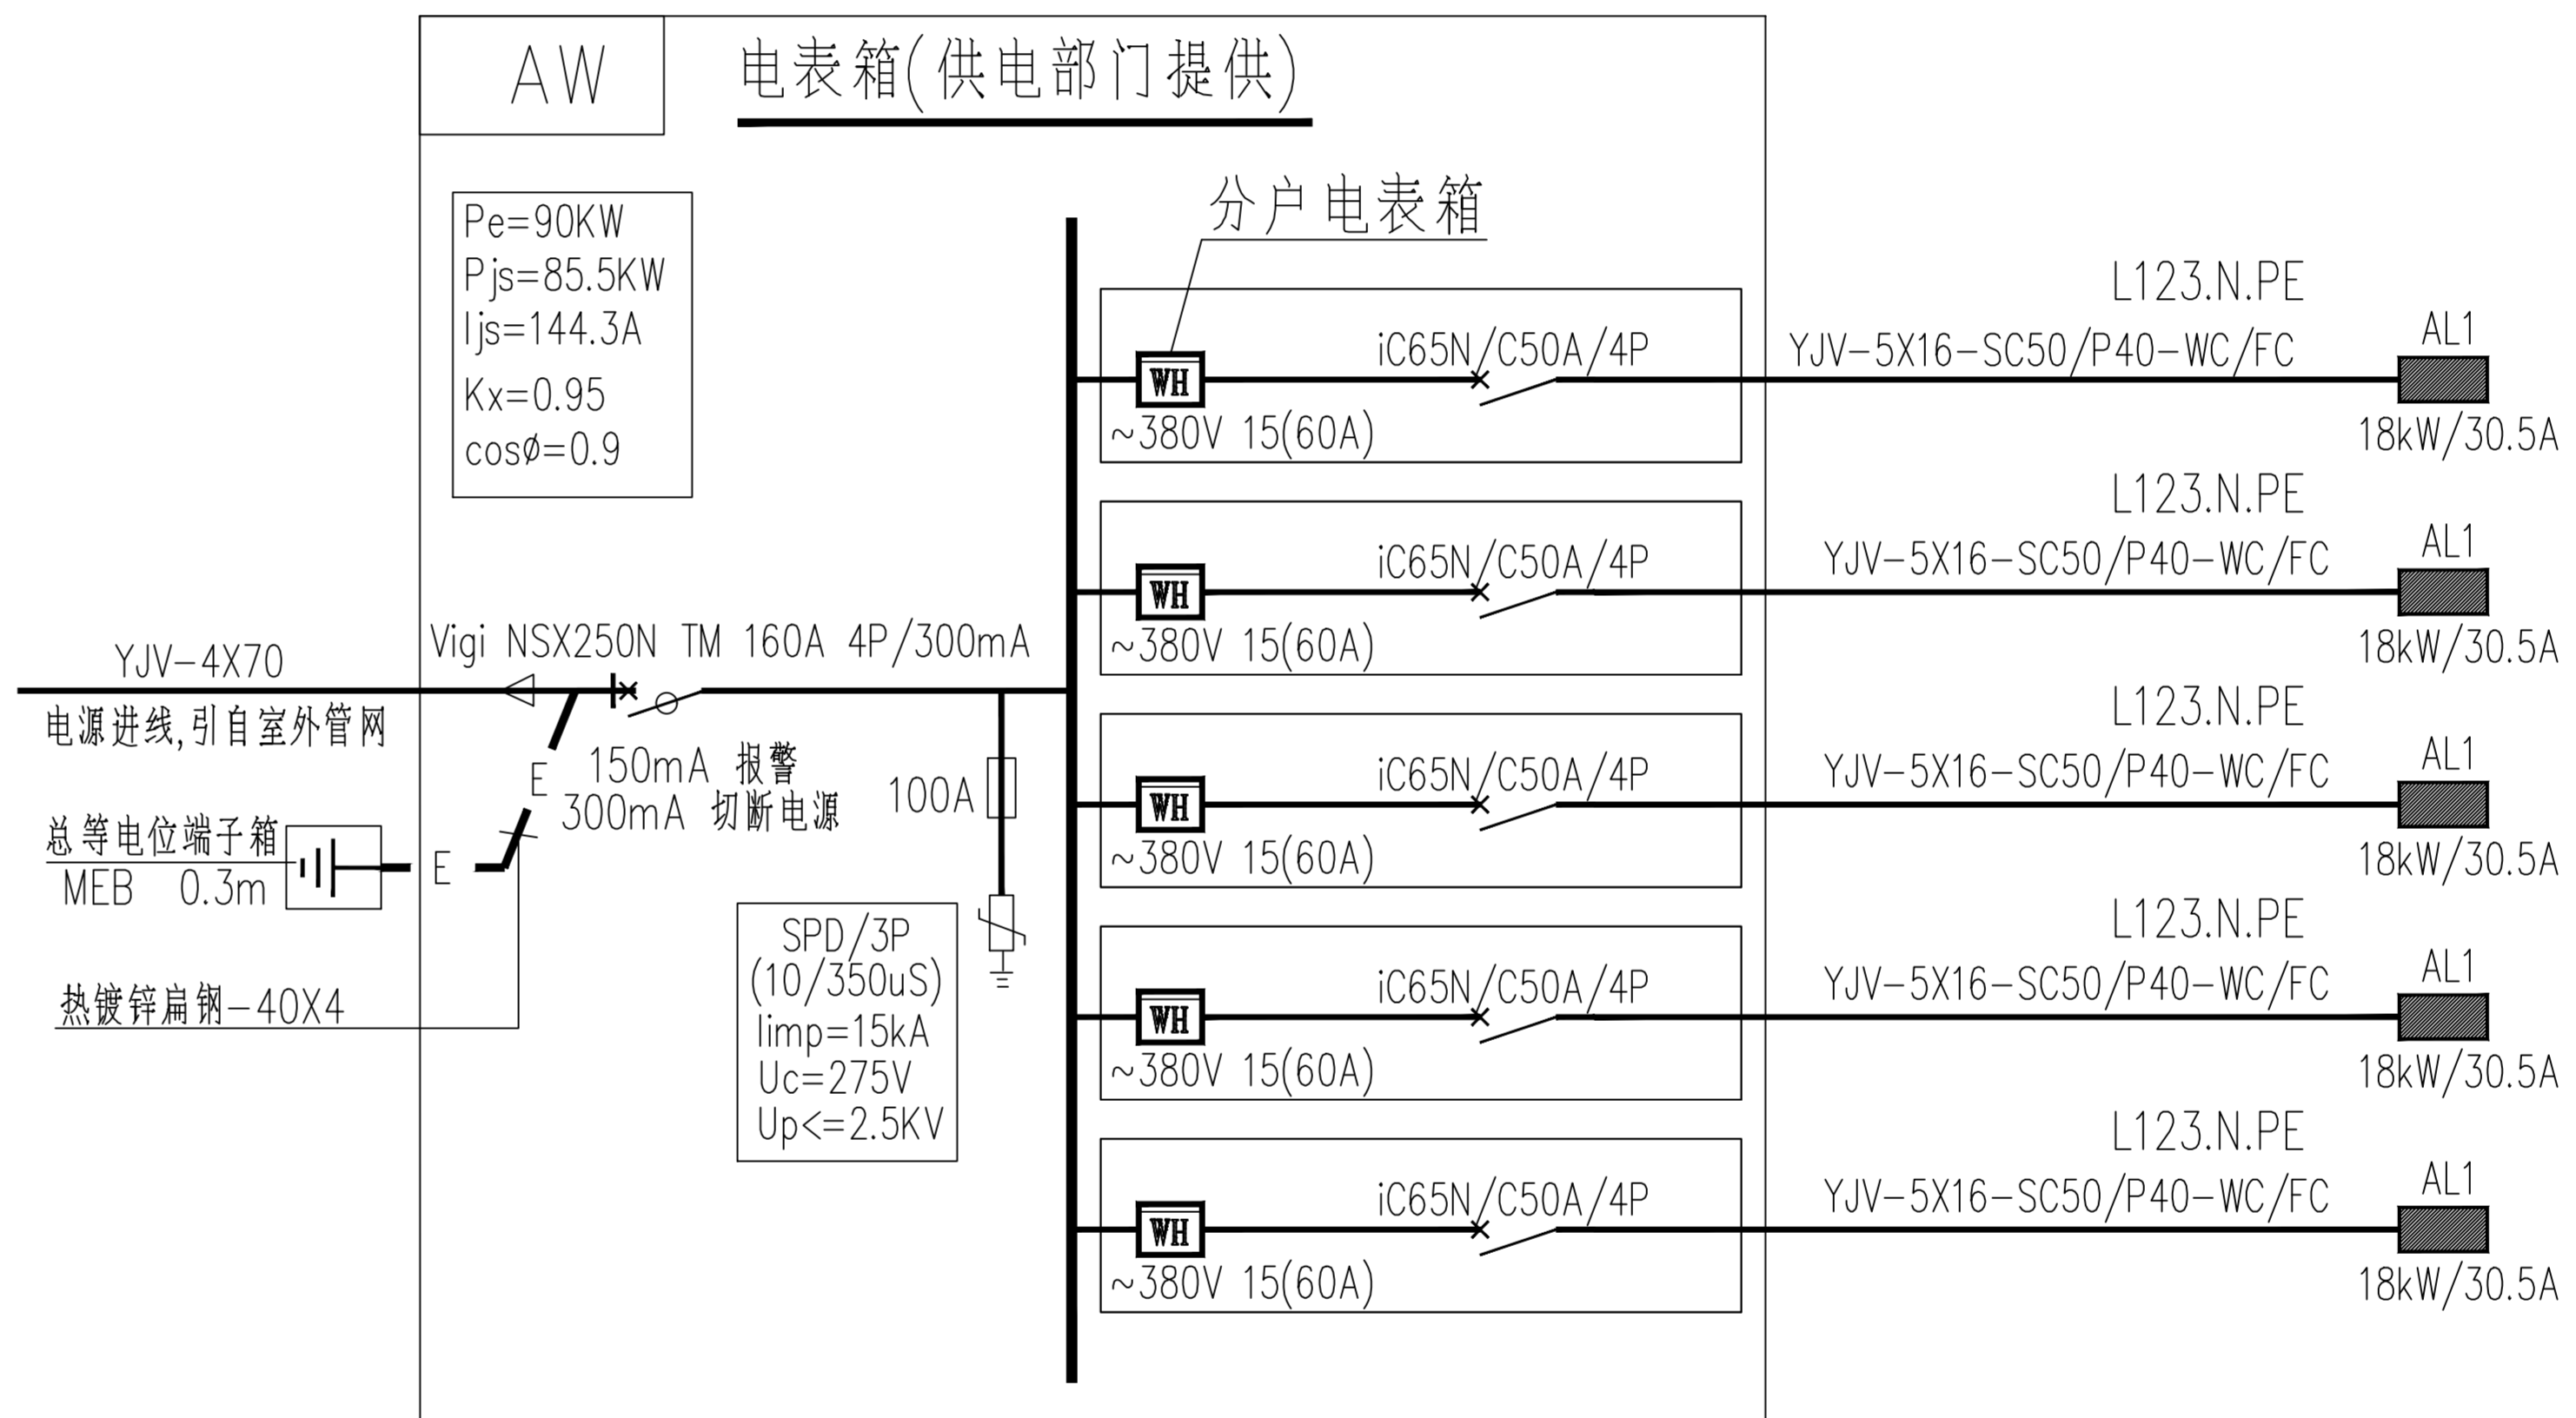 AW
电表箱(供电部门提供)
Pe=90KW
Pjs=85.5KW
Ijs=144.3A
Kx=0.95
cosØ=0.9
分户电表箱
L123.N.PE
iC65N/C50A/4P
YJV-5X16-SC50/P40-WC/FC
AL1
WH
~380V 15(60A)
18kW/30.5A
L123.N.PE
iC65N/C50A/4P
YJV-5X16-SC50/P40-WC/FC
AL1
WH
~380V 15(60A)
18kW/30.5A
YJV-4X70
Vigi NSX250N TM 160A 4P/300mA
电源进线,引自室外管网
E
150mA 报警
300mA 切断电源
100A
总等电位端子箱
MEB 0.3m
E
热镀锌扁钢-40X4
SPD/3P
(10/350uS)
Iimp=15kA
Uc=275V
Up<=2.5KV
L123.N.PE
iC65N/C50A/4P
YJV-5X16-SC50/P40-WC/FC
AL1
WH
~380V 15(60A)
18kW/30.5A
L123.N.PE
iC65N/C50A/4P
YJV-5X16-SC50/P40-WC/FC
AL1
WH
~380V 15(60A)
18kW/30.5A
L123.N.PE
iC65N/C50A/4P
YJV-5X16-SC50/P40-WC/FC
AL1
WH
~380V 15(60A)
18kW/30.5A